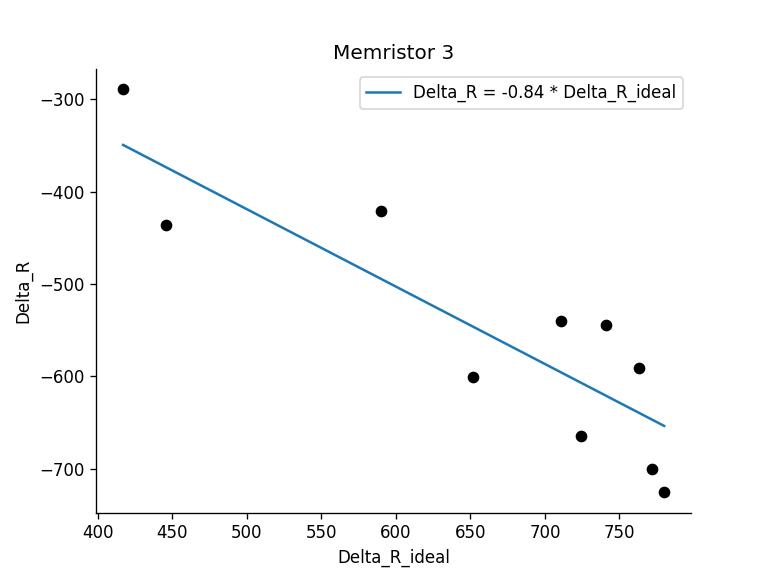 Memristor 3
Delta_R = -0.84 * Delta_R_ideal
−300
−400
−500
−600
−700
Delta_R
400 450 500 550 600 650 700 750
Delta_R_ideal